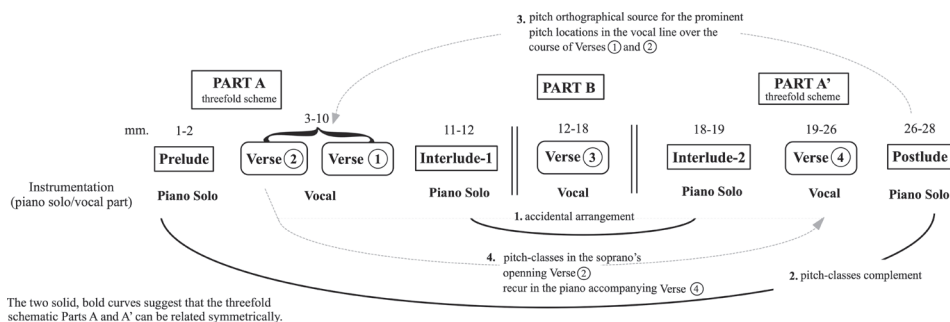 3. pitch orthographical source for the prominent
pitch locations in the vocal line over the
course of Verses ① and ②
PART A
threefold scheme
PART B
PART A’
threefold scheme
mm.
1-2
3-10
11-12
12-18
18-19
19-26
26-28
Prelude
Verse ②
Verse ①
Interlude-1
Verse ③
Interlude-2
Verse ④
Postlude
Instrumentation
(piano solo/vocal part)
Piano Solo
Vocal
Piano Solo
Vocal
Piano Solo
Vocal
Piano Solo
1. accidental arrangement
4. pitch-classes in the soprano’s
openning Verse ②
recur in the piano accompanying Verse ④
2. pitch-classes complement
The two solid, bold curves suggest that the threefold
schematic Parts A and A’ can be related symmetrically.